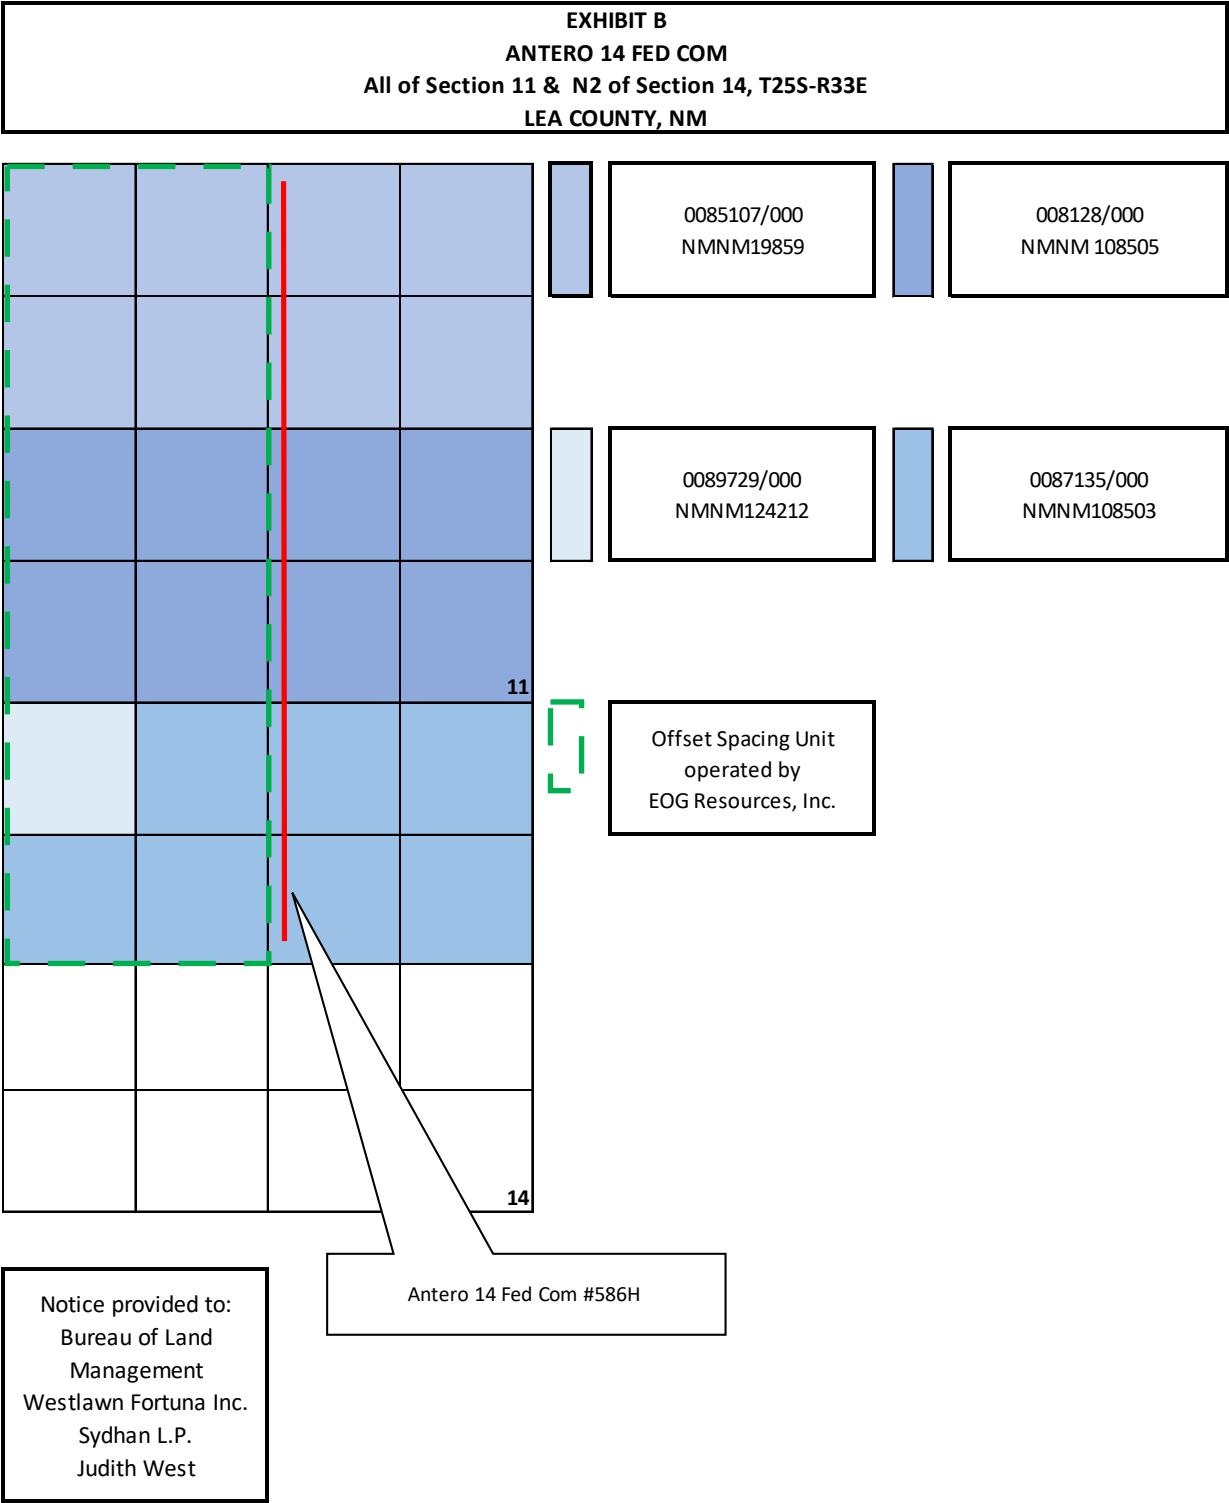 EXHIBIT B
ANTERO 14 FED COM
All of Section 11 & N2 of Section 14, T25S-R33E
LEA COUNTY, NM
0085107/000
NMNM19859
008128/000
NMNM 108505
0089729/000
NMNM124212
0087135/000
NMNM108503
11
Offset Spacing Unit
operated by
EOG Resources, Inc.
14
Antero 14 Fed Com #586H
Notice provided to:
Bureau of Land
Management
Westlawn Fortuna Inc.
Sydhan L.P.
Judith West